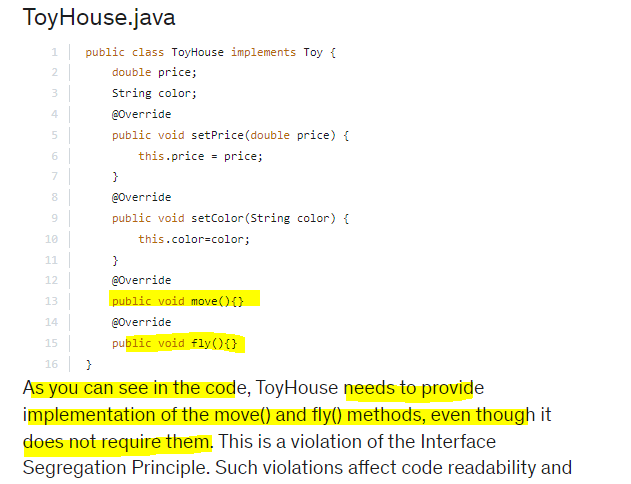 ToyHouse.java
1 public class ToyHouse implements Toy {
2 double price;
3 String color;
4 @Override
5 public void setPrice(double price) {
6 this.price = price;
7 }
8 @Override
9 public void setColor(String color) {
10 this.color=color;
11 }
12 @Override
13 public void move(){}
14 @Override
15 public void fly(){}
16 }
As you can see in the code, ToyHouse needs to provide
implementation of the move() and fly() methods, even though it
does not require them. This is a violation of the Interface
Segregation Principle. Such violations affect code readability and